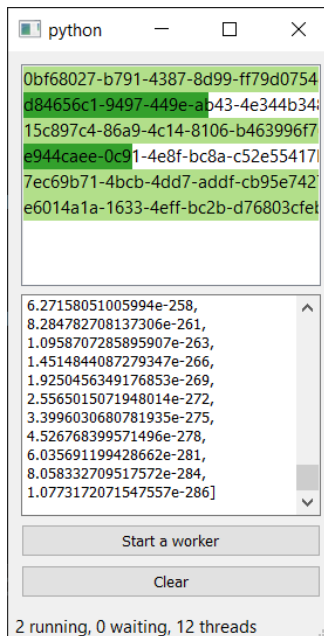 python
0bf68027-b791-4387-8d99-ff79d0754
d84656c1-9497-449e-ab43-4e344b348
15c897c4-86a9-4c14-8106-b463996f7
e944caee-0c91-4e8f-bc8a-c52e55417
7ec69b71-4bcb-4dd7-addf-cb95e742
e6014a1a-1633-4eff-bc2b-d76803cfeb
6.27158051005994e-258,
8.284782708137306e-261,
1.0958707285895907e-263,
1.4514844087279347e-266,
1.9250456349176853e-269,
2.5565015071948014e-272,
3.3996030680781935e-275,
4.526768399571496e-278,
6.035691199428662e-281,
8.058332709517572e-284,
1.0773172071547557e-286]
Start a worker
Clear
2 running, 0 waiting, 12 threads